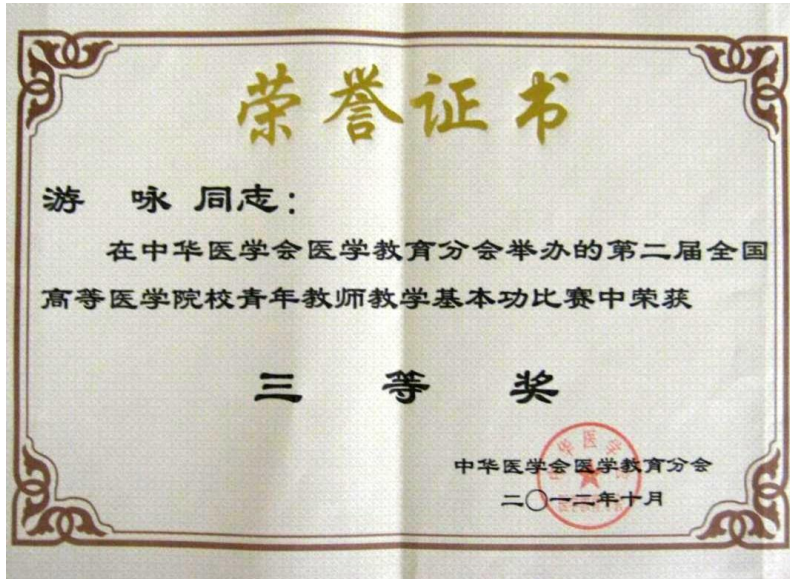 荣誉证书
游 咏 同志：
在中华医学会医学教育分会举办的第二届全国
高等医学院校青年教师教学基本功比赛中荣获
三 等 奖
中华医学会医学教育分会
二〇一二年十月